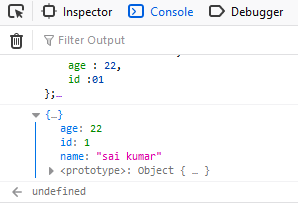 Inspector Console Debugger
Filter Output
age : 22,
id :01
};…
{…}
age: 22
id: 1
name: "sai kumar"
<prototype>: Object { … }
undefined